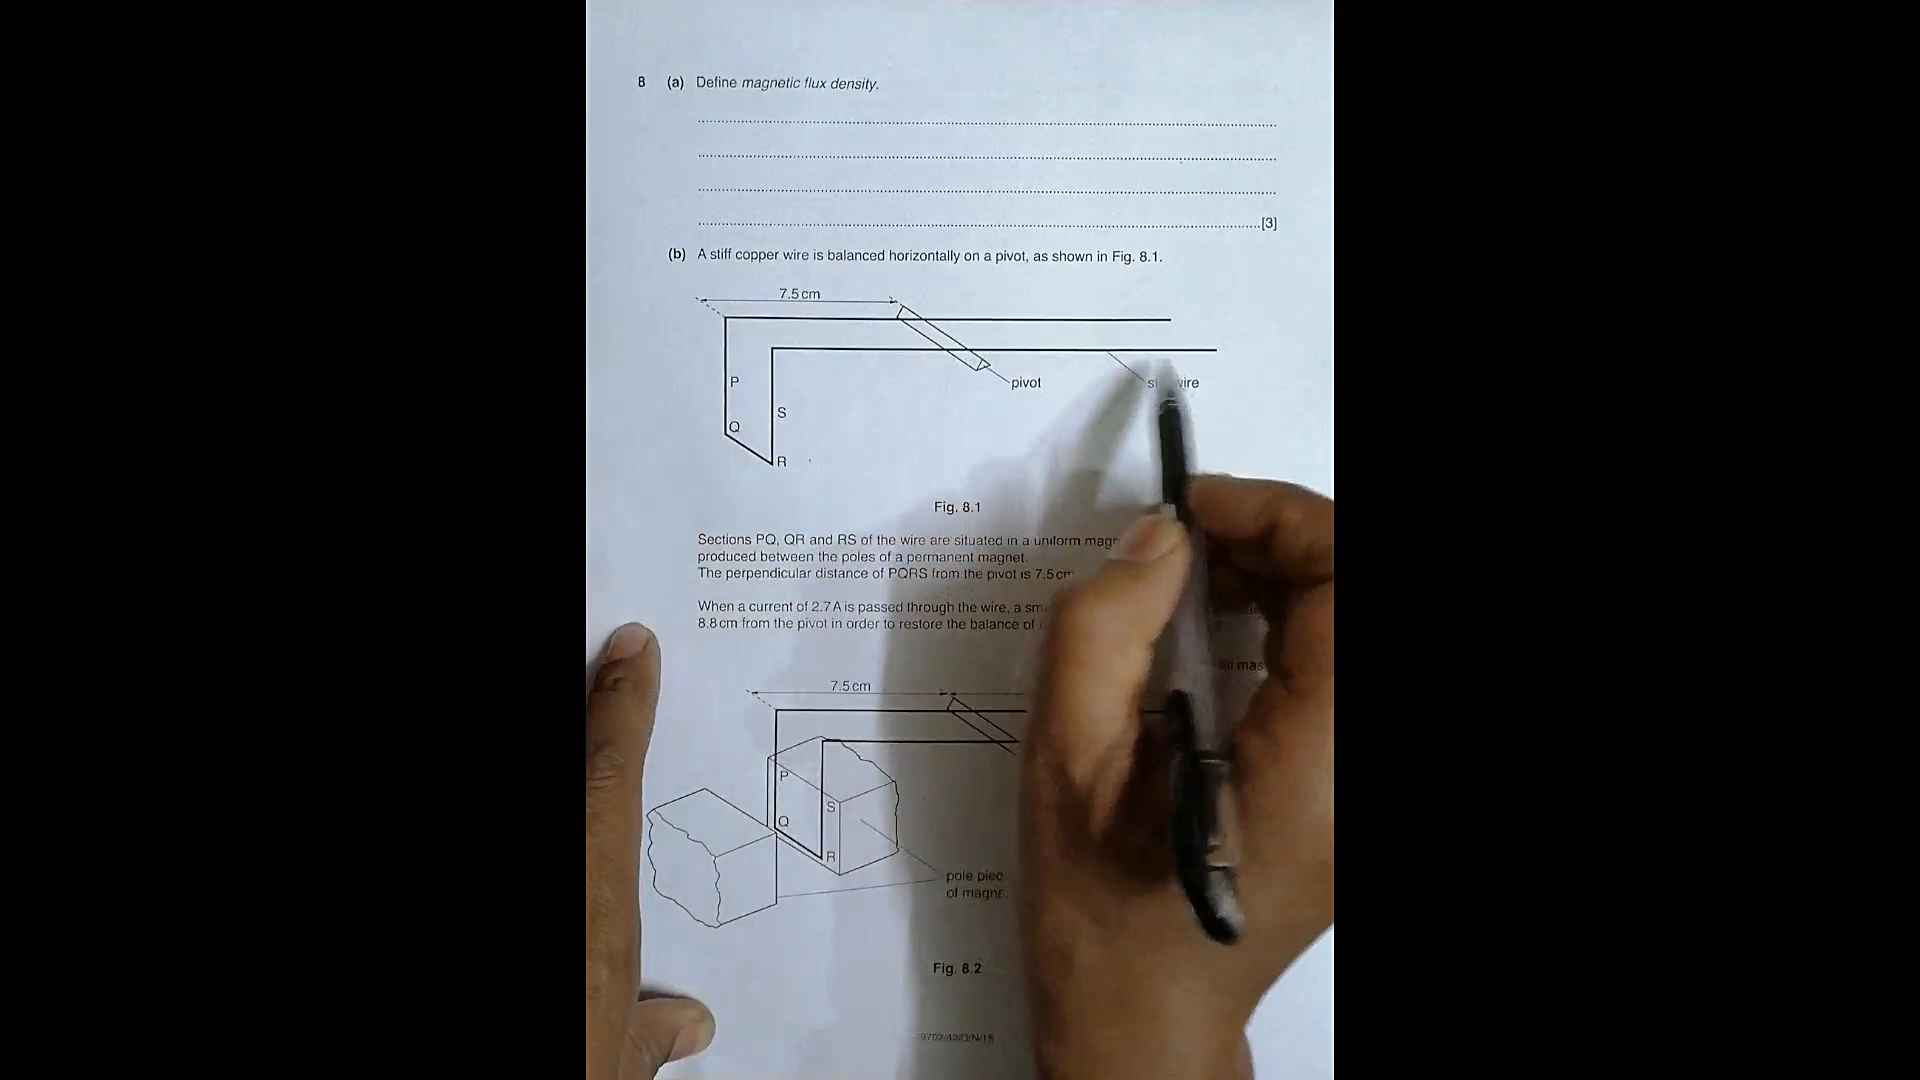 8 (a) Define magnetic flux density.
[3]
(b) A stiff copper wire is balanced horizontally on a pivot, as shown in Fig. 8.1.
7.5 cm
P
pivot
S
Q
R
Fig. 8.1
Sections PQ, QR and RS of the wire are situated in a uniform
produced between the poles of a permanent magnet.
The perpendicular distance of PQRS from the pivot is 7.5
When a current of 2.7 A is passed through the wire, a
8.8 cm from the pivot in order to restore the balance of
7.5 cm
P
S
Q
R
pole
of
Fig. 8.2